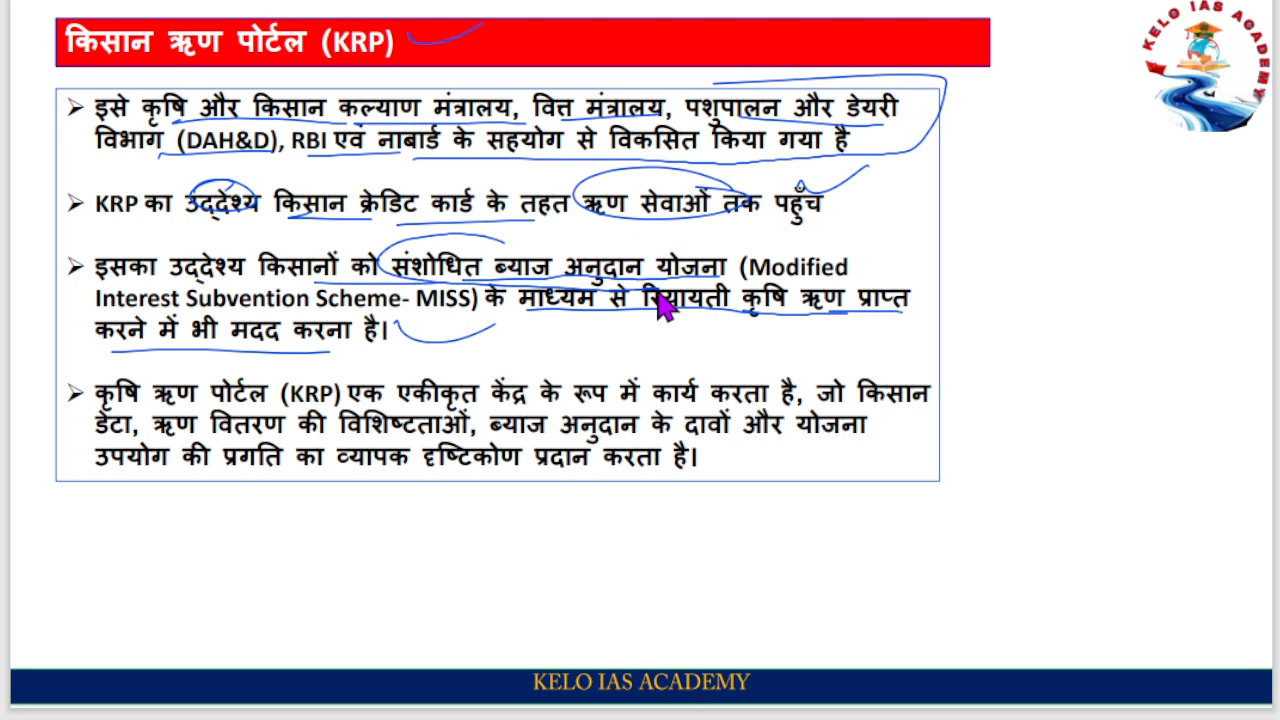 किसान ऋण पोर्टल (KRP)
KELO IAS ACADEMY
➢ इसे कृषि और किसान कल्याण मंत्रालय, वित्त मंत्रालय, पशुपालन और डेयरी
विभाग (DAH&D), RBI एवं नाबार्ड के सहयोग से विकसित किया गया है
➢ KRP का उद्देश्य किसान क्रेडिट कार्ड के तहत ऋण सेवाओं तक पहुँच
➢ इसका उद्देश्य किसानों को संशोधित ब्याज अनुदान योजना (Modified
Interest Subvention Scheme- MISS) के माध्यम से रियायती कृषि ऋण प्राप्त
करने में भी मदद करना है।
➢ कृषि ऋण पोर्टल (KRP) एक एकीकृत केंद्र के रूप में कार्य करता है, जो किसान
डेटा, ऋण वितरण की विशिष्टताओं, ब्याज अनुदान के दावों और योजना
उपयोग की प्रगति का व्यापक दृष्टिकोण प्रदान करता है।
KELO IAS ACADEMY